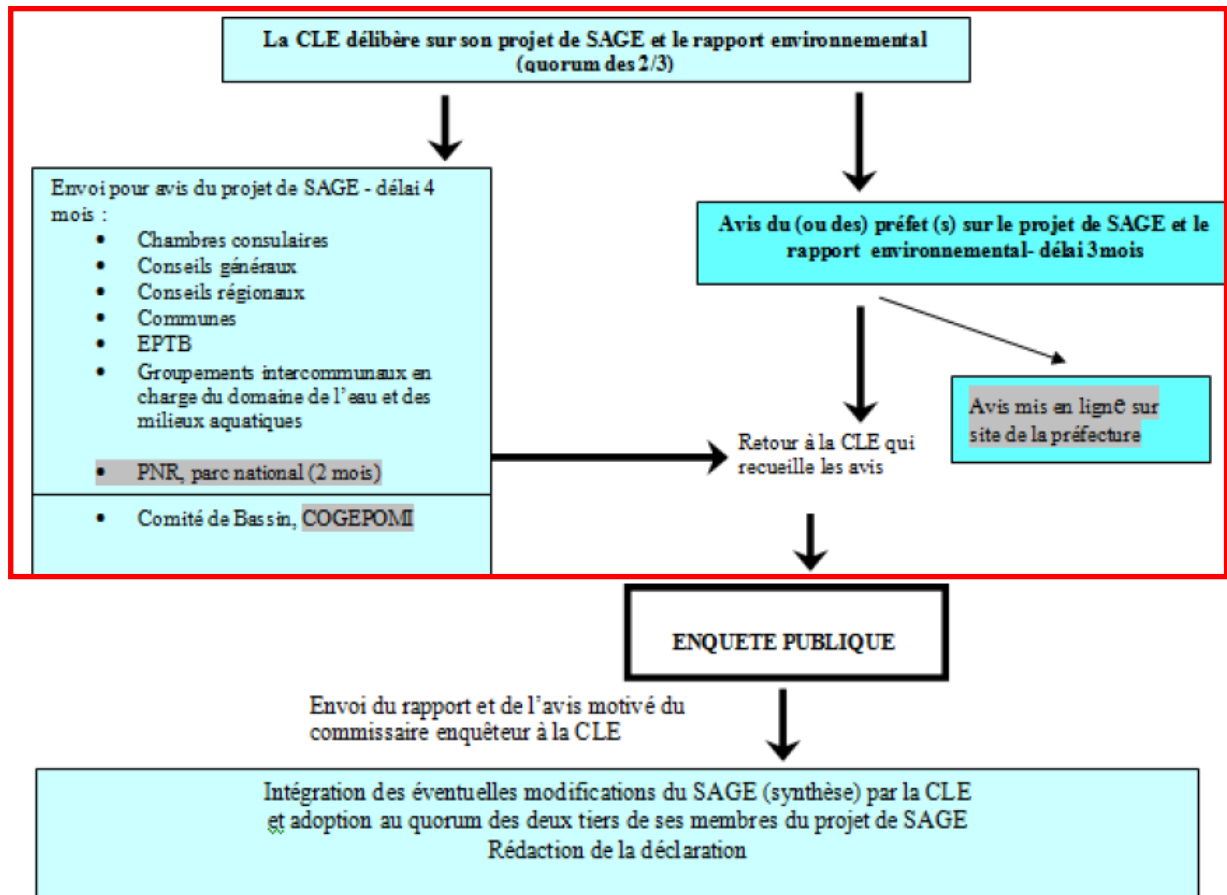 La CLE délibère sur son projet de SAGE et le rapport environnemental
(quorum des 2/3)
Envoi pour avis du projet de SAGE - délai 4
mois :
• Chambres consulaires
• Conseils généraux
• Conseils régionaux
• Communes
• EPTB
• Groupements intercommunaux en
charge du domaine de l'eau et des
milieux aquatiques
• PNR, parc national (2 mois)
• Comité de Bassin, COGEPOMI
Avis du (ou des) préfet (s) sur le projet de SAGE et le
rapport environnemental- délai 3mois
Avis mis en ligne sur
site de la préfecture
Retour à la CLE qui
recueille les avis
ENQUETE PUBLIQUE
Envoi du rapport et de l'avis motivé du
commissaire enquêteur à la CLE
Intégration des éventuelles modifications du SAGE (synthèse) par la CLE
et adoption au quorum des deux tiers de ses membres du projet de SAGE
Rédaction de la déclaration